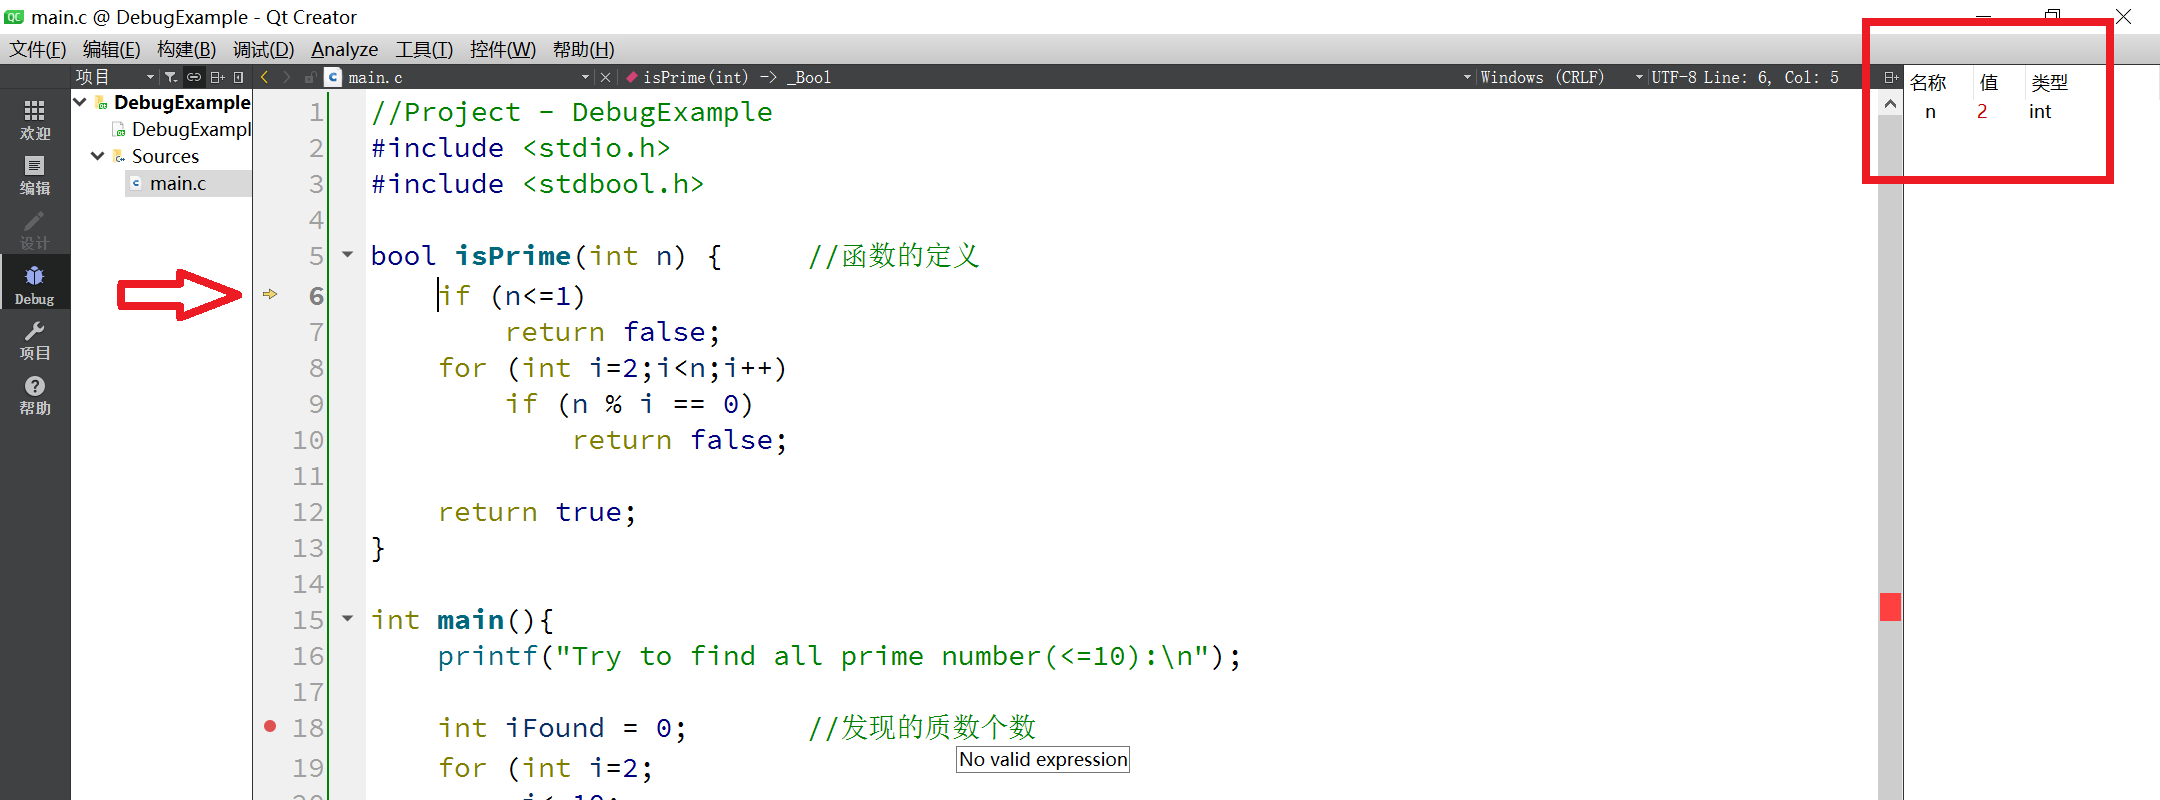 main.c @ DebugExample - Qt Creator
文件(F) 编辑(E) 构建(B) 调试(D) Analyze 工具(T) 控件(W) 帮助(H)
项目 main.c isPrime(int) -> _Bool Windows (CRLF) UTF-8 Line: 6, Col: 5
名称 值 类型
n 2 int
欢迎
编辑
设计
Debug
项目
帮助
DebugExample
DebugExampl
Sources
main.c
1 //Project - DebugExample
2 #include <stdio.h>
3 #include <stdbool.h>
4
5 bool isPrime(int n) { //函数的定义
6 if (n<=1)
7 return false;
8 for (int i=2;i<n;i++)
9 if (n % i == 0)
10 return false;
11
12 return true;
13 }
14
15 int main(){
16 printf("Try to find all prime number(<=10):\n");
17
18 int iFound = 0; //发现的质数个数
No valid expression
19 for (int i=2;